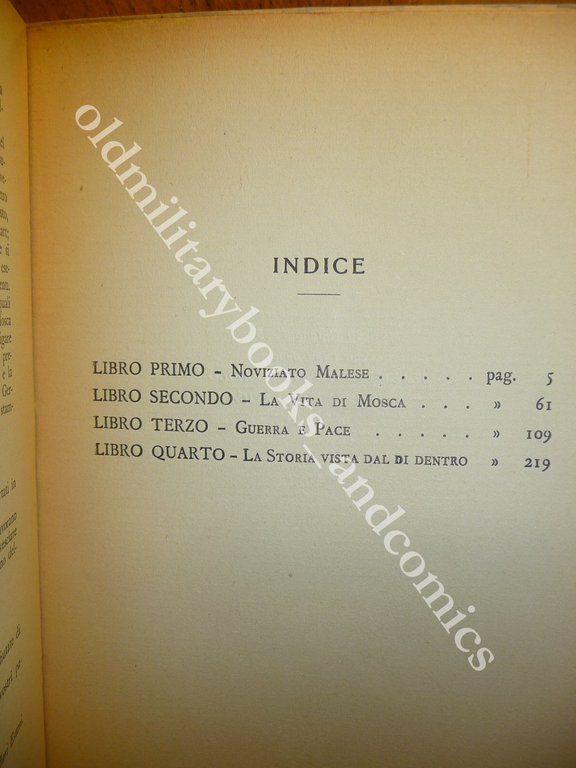 INDICE
LIBRO PRIMO – NOVIZIATO MALESE . . . . . pag. 5
LIBRO SECONDO – LA VITA DI MOSCA . . . » 61
LIBRO TERZO – GUERRA E PACE . . . . . » 109
LIBRO QUARTO – LA STORIA VISTA DAL DI DENTRO » 219
oldmilitarybooks_andcomics